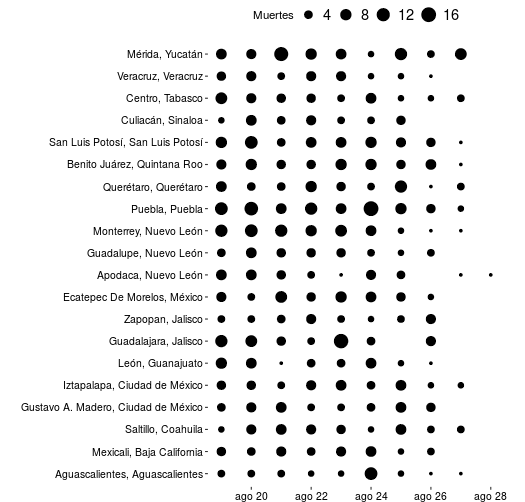 Muertes 4 8 12 16
Mérida, Yucatán
Veracruz, Veracruz
Centro, Tabasco
Culiacán, Sinaloa
San Luis Potosí, San Luis Potosí
Benito Juárez, Quintana Roo
Querétaro, Querétaro
Puebla, Puebla
Monterrey, Nuevo León
Guadalupe, Nuevo León
Apodaca, Nuevo León
Ecatepec De Morelos, México
Zapopan, Jalisco
Guadalajara, Jalisco
León, Guanajuato
Iztapalapa, Ciudad de México
Gustavo A. Madero, Ciudad de México
Saltillo, Coahuila
Mexicali, Baja California
Aguascalientes, Aguascalientes
ago 20 ago 22 ago 24 ago 26 ago 28